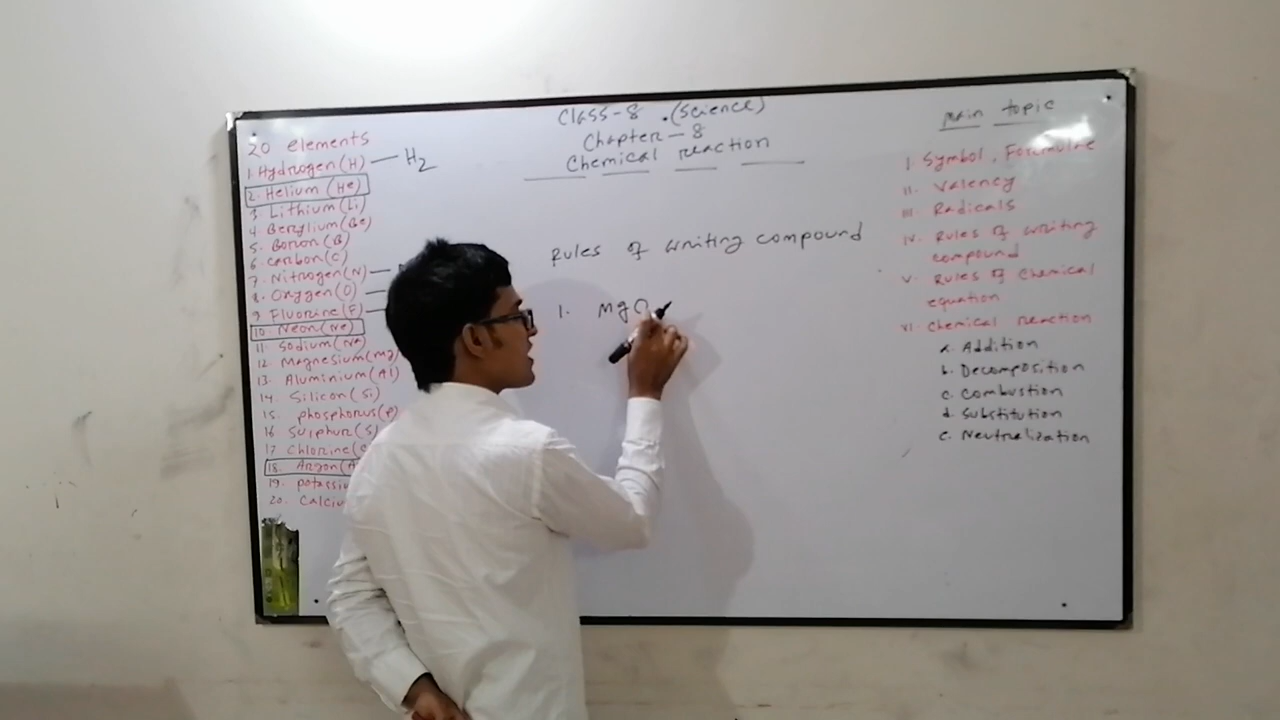 Class-8 .(Science)
Chapter-8
Chemical reaction
20 elements
1. Hydrogen (H) — H2
2. Helium (He)
3. Lithium (Li)
4 Berylium (Be)
5. Boron (B)
6 Carbon (C)
7. Nitrogen (N) —
8. Oxygen (O) —
9 Fluorine (F) —
10. Neon (Ne)
11. Sodium (Na)
12. Magnesium (Mg)
13. Aluminium (Al)
14. Silicon (Si)
15. phosphorus (P)
16 Sulphur (S)
17 Chlorine (
18. Argon (A
19. potassiu
20. Calciu
Rules of writing compound
1. MgO
main topic
I. Symbol, Formulae
II. Valency
III. Radicals
IV. Rules of writing
compound
V. Rules of Chemical
equation
VI. Chemical reaction
a. Addition
b. Decomposition
c. Combustion
d. Substitution
e. Neutralization